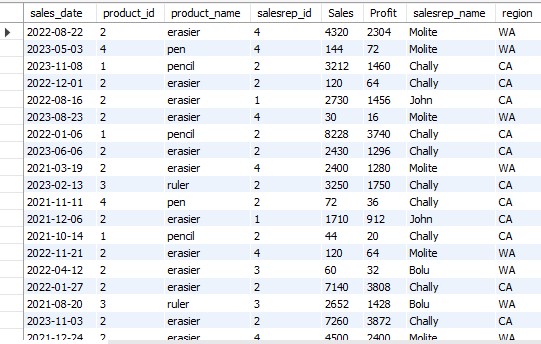 sales_date product_id product_name salesrep_id Sales Profit salesrep_name region
2022-08-22 2 erasier 4 4320 2304 Molite WA
2023-05-03 4 pen 4 144 72 Molite WA
2023-11-08 1 pencil 2 3212 1460 Chally CA
2022-12-01 2 erasier 2 120 64 Chally CA
2022-08-16 2 erasier 1 2730 1456 John CA
2023-08-23 2 erasier 4 30 16 Molite WA
2022-01-06 1 pencil 2 8228 3740 Chally CA
2023-06-06 2 erasier 2 2430 1296 Chally CA
2021-03-19 2 erasier 4 2400 1280 Molite WA
2023-02-13 3 ruler 2 3250 1750 Chally CA
2021-11-11 4 pen 2 72 36 Chally CA
2021-12-06 2 erasier 1 1710 912 John CA
2021-10-14 1 pencil 2 44 20 Chally CA
2022-11-21 2 erasier 4 120 64 Molite WA
2022-04-12 2 erasier 3 60 32 Bolu WA
2022-01-27 2 erasier 2 7140 3808 Chally CA
2021-08-20 3 ruler 3 2652 1428 Bolu WA
2023-11-03 2 erasier 2 7260 3872 Chally CA
2021-12-24 2 erasier 4 4500 2400 Molite WA